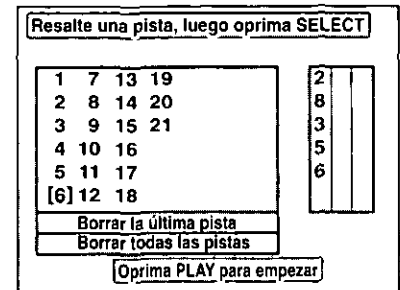 Resalte una pista, luego oprima SELECT
1 7 13 19 2
2 8 14 20 8
3 9 15 21 3
4 10 16 5
5 11 17 6
[6] 12 18
Borrar la última pista
Borrar todas las pistas
Oprima PLAY para empezar